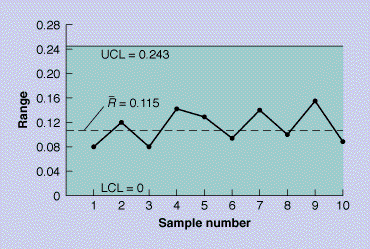 0.28
0.24
UCL = 0.243
0.20
0.16
R̄ = 0.115
0.12
0.08
0.04
LCL = 0
0
Range
1 2 3 4 5 6 7 8 9 10
Sample number